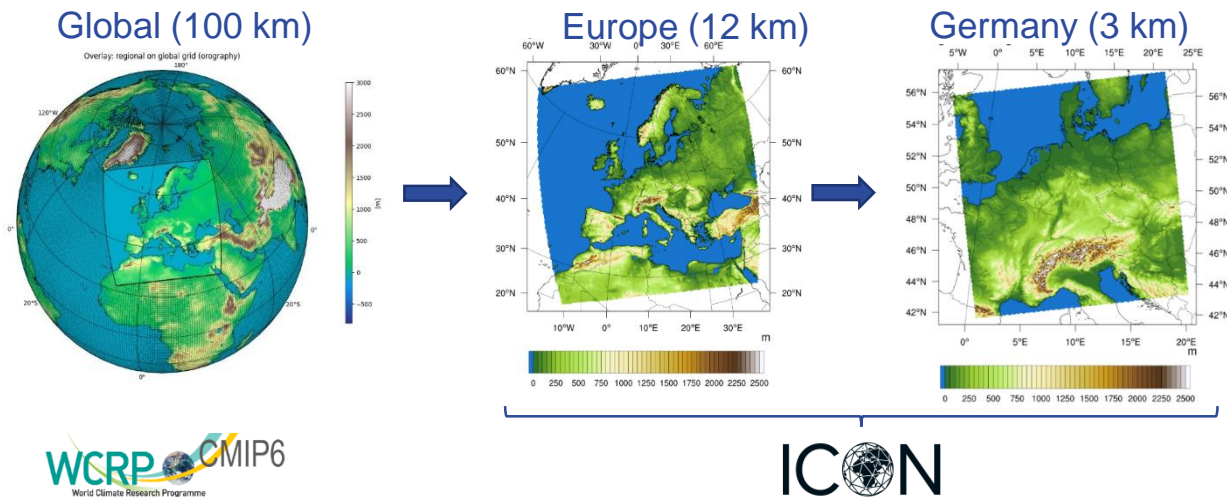 Global (100 km)
Europe (12 km)
Germany (3 km)
Overlay: regional on global grid (orography)
180°
120°W
0°
0°
20°S
20°S
0°
3000
2500
2000
1500
1000
500
0
−500
[m]
60°W 30°W 0° 30°E 60°E
60°N 60°N
50°N 50°N
40°N 40°N
30°N 30°N
20°N 20°N
10°W 0° 10°E 20°E 30°E
m
0 250 500 750 1000 1250 1500 1750 2000 2250 2500
5°W 0° 5°E 10°E 15°E 20°E 25°E
56°N 56°N
54°N 54°N
52°N 52°N
50°N 50°N
48°N 48°N
46°N 46°N
44°N 44°N
42°N 42°N
0° 5°E 10°E 15°E 20°E
m
0 250 500 750 1000 1250 1500 1750 2000 2250 2500
WCRP CMIP6
World Climate Research Programme
ICON